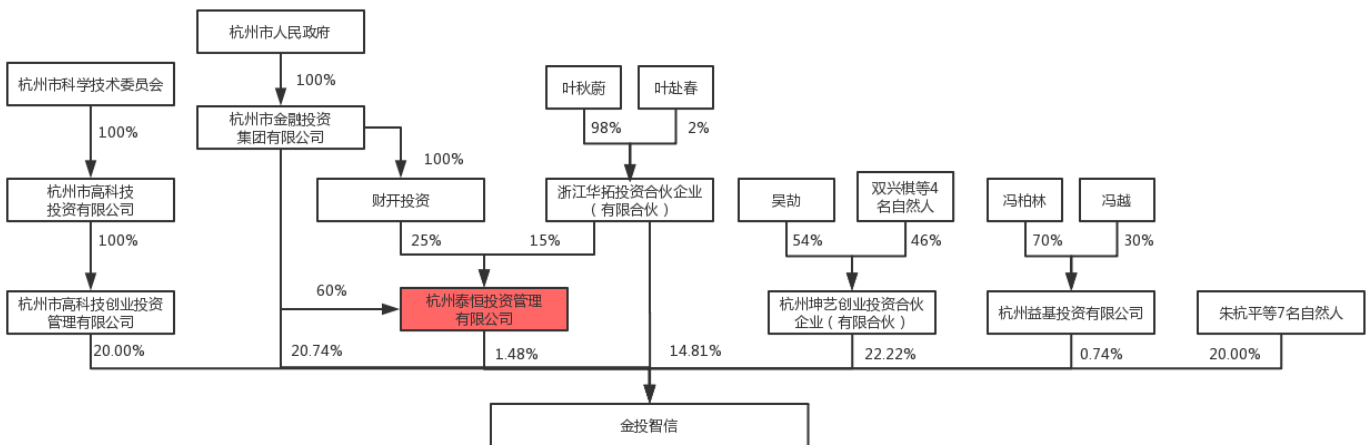 杭州市人民政府
杭州市科学技术委员会
100%
叶秋蔚
叶赴春
杭州市金融投资
集团有限公司
100%
98%
2%
100%
杭州市高科技
投资有限公司
财开投资
浙江华拓投资合伙企业
（有限合伙）
吴劼
双兴棋等4
名自然人
冯柏林
冯越
100%
25%
15%
54%
46%
70%
30%
杭州市高科技创业投资
管理有限公司
60%
杭州泰恒投资管理
有限公司
杭州坤艺创业投资合伙
企业（有限合伙）
杭州益基投资有限公司
朱杭平等7名自然人
20.00%
20.74%
1.48%
14.81%
22.22%
0.74%
20.00%
金投智信